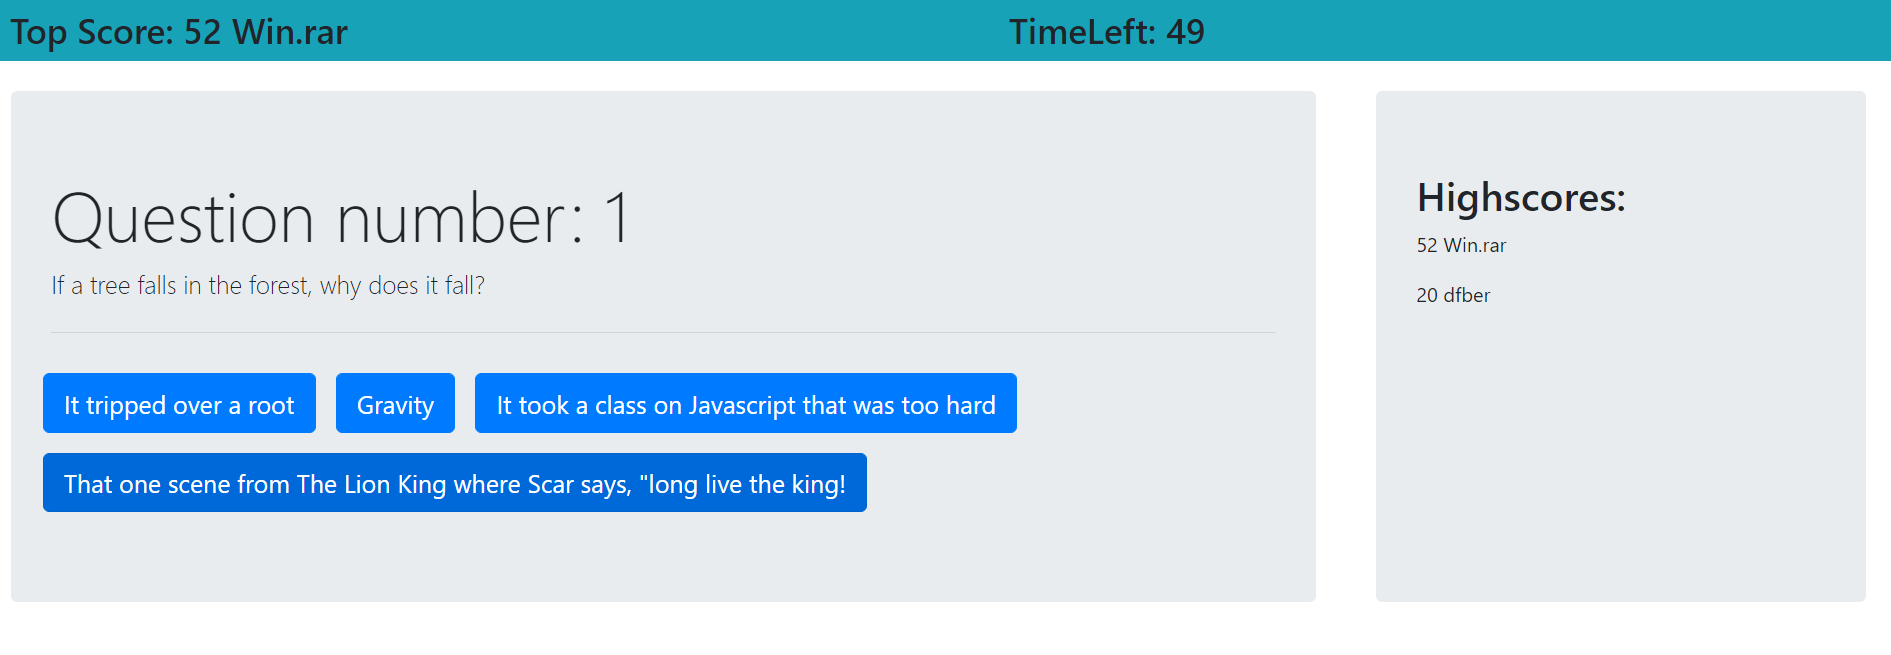 Top Score: 52 Win.rar
TimeLeft: 49
Question number: 1
If a tree falls in the forest, why does it fall?
It tripped over a root
Gravity
It took a class on Javascript that was too hard
That one scene from The Lion King where Scar says, "long live the king!
Highscores:
52 Win.rar
20 dfber